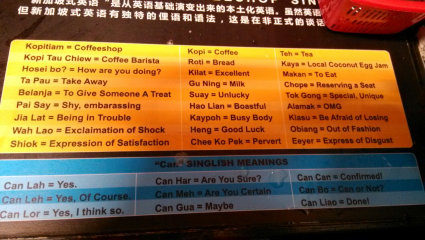 新加坡式英语"是从英语基础演变出来的本土化英语，虽然英语
但新加坡式英语有独特的俚语和语法，这是在非正式的谈话
Kopitiam = Coffeeshop
Kopi Tau Chiew = Coffee Barista
Hosei bo? = How are you doing?
Ta Pau = Take Away
Belanja = To Give Someone A Treat
Pai Say = Shy, embarassing
Jia Lat = Being in Trouble
Wah Lao = Exclaimation of Shock
Shiok = Expression of Satisfaction
Kopi = Coffee
Roti = Bread
Kilat = Excellent
Gu Ning = Milk
Suay = Unlucky
Hao Lian = Boastful
Kaypoh = Busy Body
Heng = Good Luck
Chee Ko Pek = Pervert
Teh = Tea
Kaya = Local Coconut Egg Jam
Makan = To Eat
Chope = Reserving a Seat
Tok Gong = Special, Unique
Alamak = OMG
Kiasu = Be Afraid of Losing
Obiang = Out of Fashion
Eeyer = Express of Disgust
"Can" SINGLISH MEANINGS
Can Lah = Yes.
Can Leh = Yes, Of Course.
Can Lor = Yes, I think so.
Can Har = Are You Sure?
Can Meh = Are You Certain
Can Gua = Maybe
Can Can = Confirmed!
Can Bo = Can or Not?
Can Liao = Done!